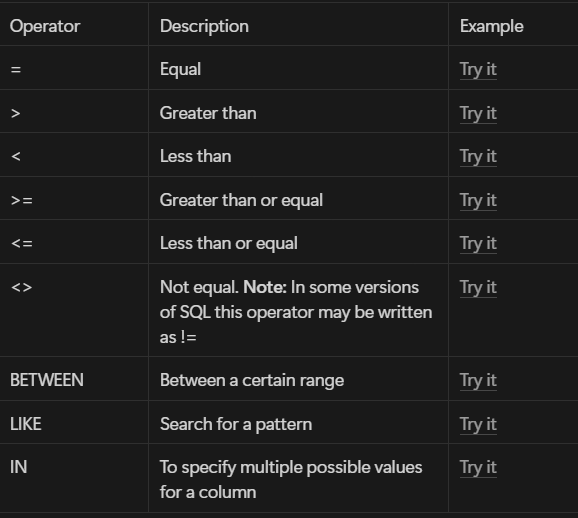 Operator Description Example
= Equal Try it
> Greater than Try it
< Less than Try it
>= Greater than or equal Try it
<= Less than or equal Try it
<> Not equal. Note: In some versions Try it
of SQL this operator may be written
as !=
BETWEEN Between a certain range Try it
LIKE Search for a pattern Try it
IN To specify multiple possible values Try it
for a column